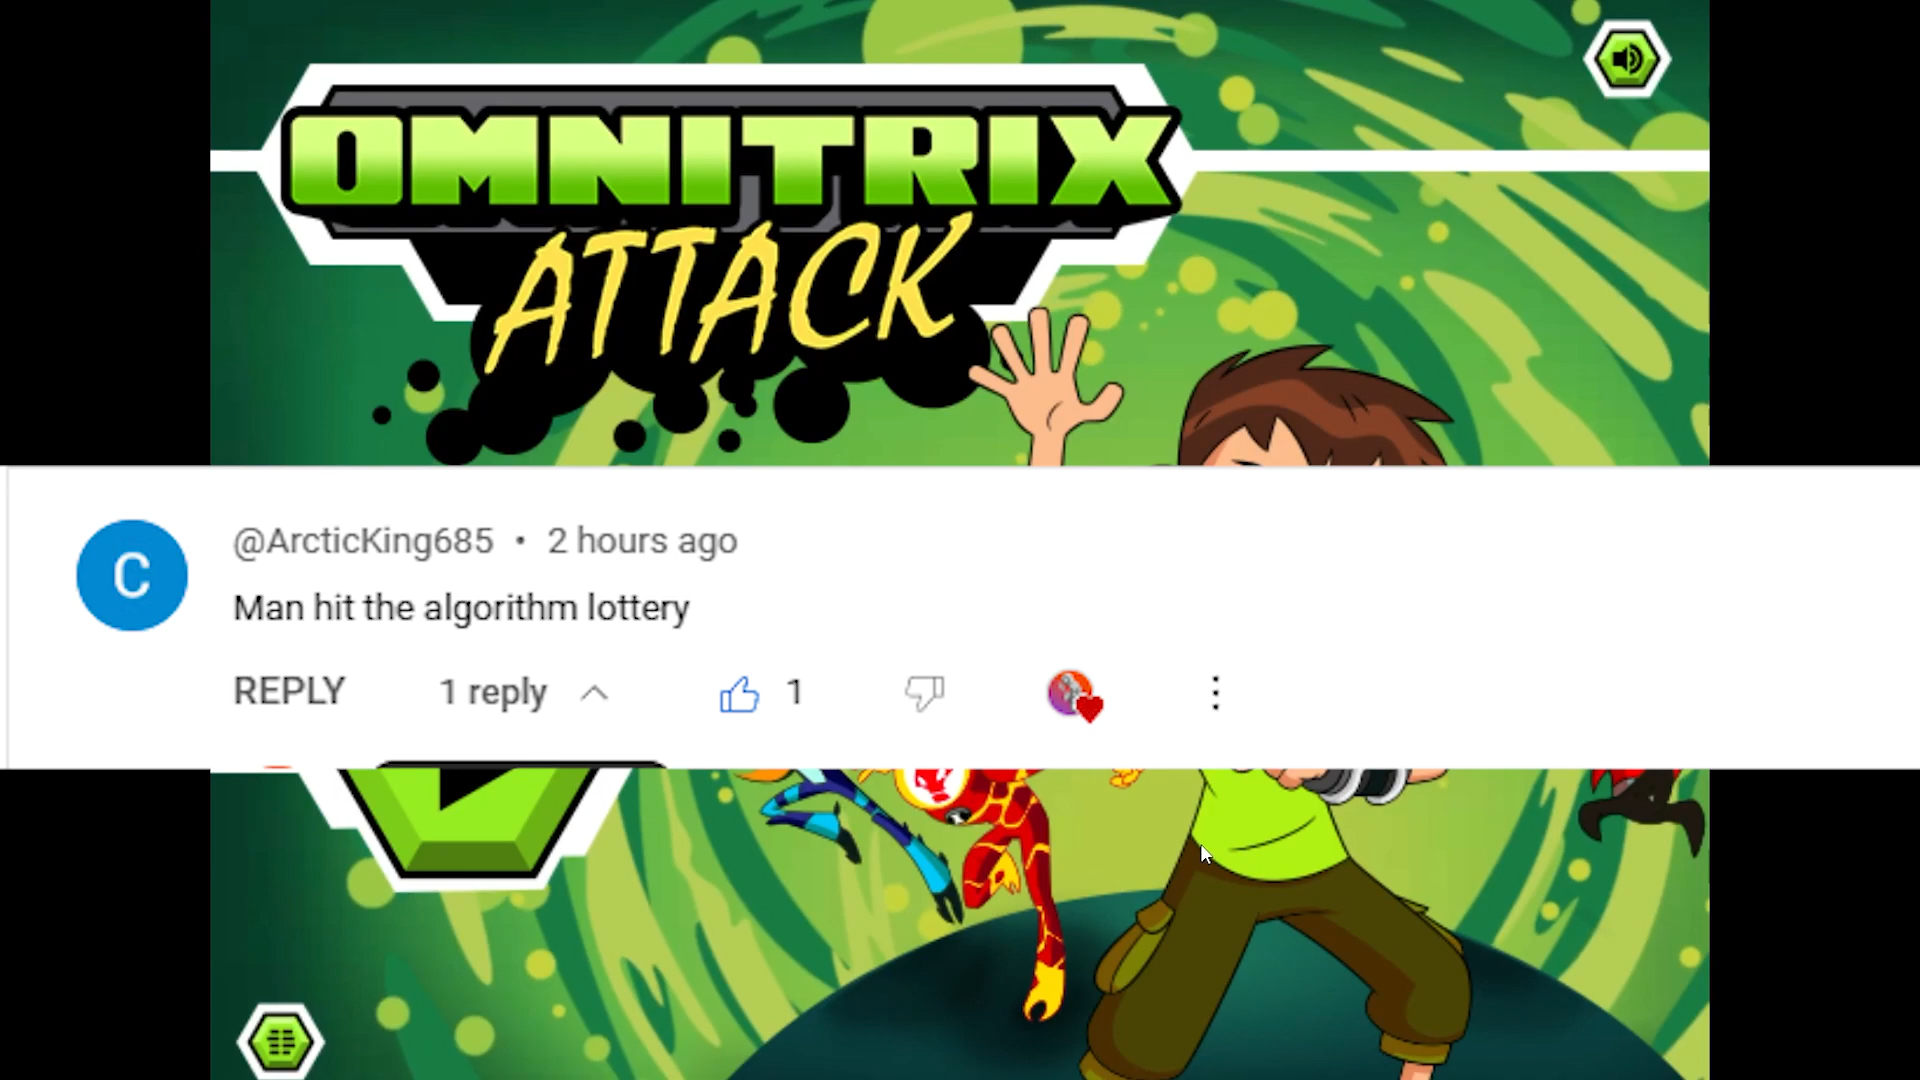 OMNITRIX
ATTACK
C
@ArcticKing685 • 2 hours ago
Man hit the algorithm lottery
REPLY 1 reply 1